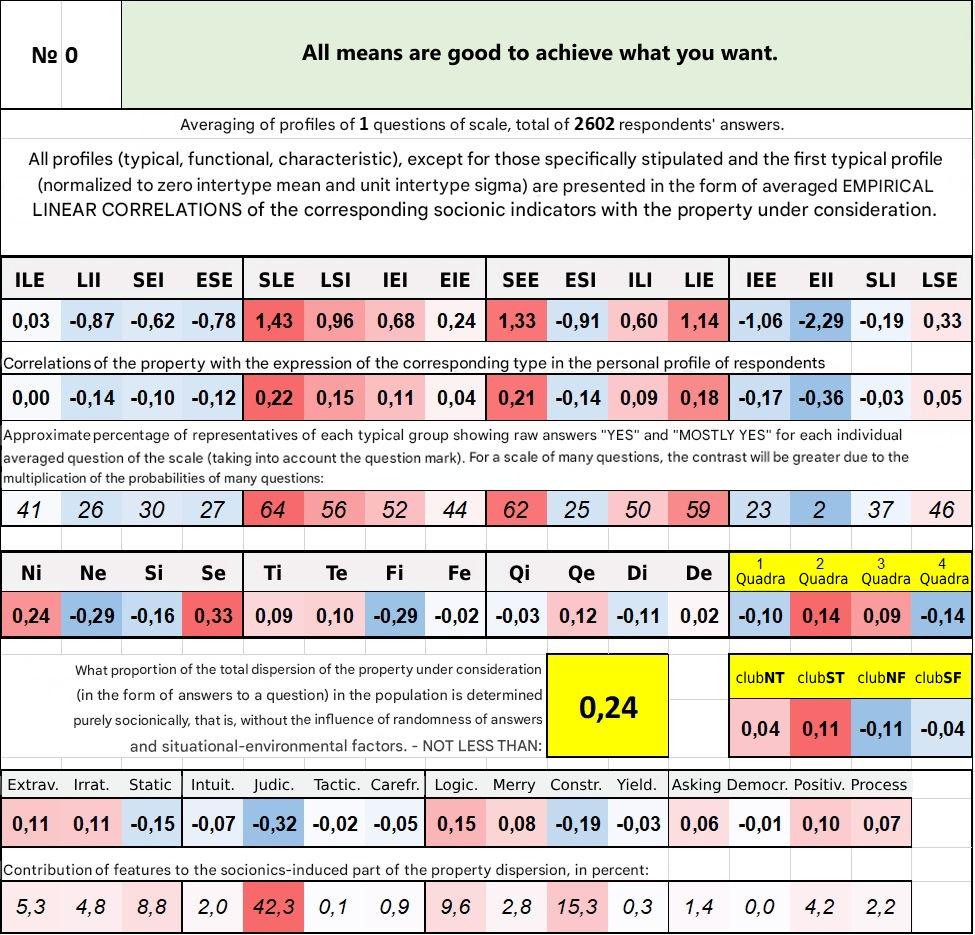 № 0
All means are good to achieve what you want.
Averaging of profiles of 1 questions of scale, total of 2602 respondents' answers.
All profiles (typical, functional, characteristic), except for those specifically stipulated and the first typical profile
(normalized to zero intertype mean and unit intertype sigma) are presented in the form of averaged EMPIRICAL
LINEAR CORRELATIONS of the corresponding socionic indicators with the property under consideration.
ILE LII SEI ESE SLE LSI IEI EIE SEE ESI ILI LIE IEE EII SLI LSE
0,03 -0,87 -0,62 -0,78 1,43 0,96 0,68 0,24 1,33 -0,91 0,60 1,14 -1,06 -2,29 -0,19 0,33
Correlations of the property with the expression of the corresponding type in the personal profile of respondents
0,00 -0,14 -0,10 -0,12 0,22 0,15 0,11 0,04 0,21 -0,14 0,09 0,18 -0,17 -0,36 -0,03 0,05
Approximate percentage of representatives of each typical group showing raw answers "YES" and "MOSTLY YES" for each individual
averaged question of the scale (taking into account the question mark). For a scale of many questions, the contrast will be greater due to the
multiplication of the probabilities of many questions:
41 26 30 27 64 56 52 44 62 25 50 59 23 2 37 46
Ni Ne Si Se Ti Te Fi Fe Qi Qe Di De 1 Quadra 2 Quadra 3 Quadra 4 Quadra
0,24 -0,29 -0,16 0,33 0,09 0,10 -0,29 -0,02 -0,03 0,12 -0,11 0,02 -0,10 0,14 0,09 -0,14
What proportion of the total dispersion of the property under consideration
(in the form of answers to a question) in the population is determined
purely socionically, that is, without the influence of randomness of answers
and situational-environmental factors. - NOT LESS THAN:
0,24
clubNT clubST clubNF clubSF
0,04 0,11 -0,11 -0,04
Extrav. Irrat. Static Intuit. Judic. Tactic. Carefr. Logic. Merry Constr. Yield. Asking Democr. Positiv. Process
0,11 0,11 -0,15 -0,07 -0,32 -0,02 -0,05 0,15 0,08 -0,19 -0,03 0,06 -0,01 0,10 0,07
Contribution of features to the socionics-induced part of the property dispersion, in percent:
5,3 4,8 8,8 2,0 42,3 0,1 0,9 9,6 2,8 15,3 0,3 1,4 0,0 4,2 2,2